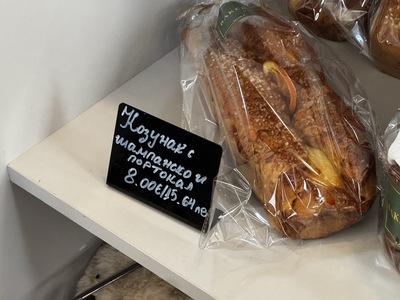 Козунак с
шампанско и
портокал
8.00€/15.64лв